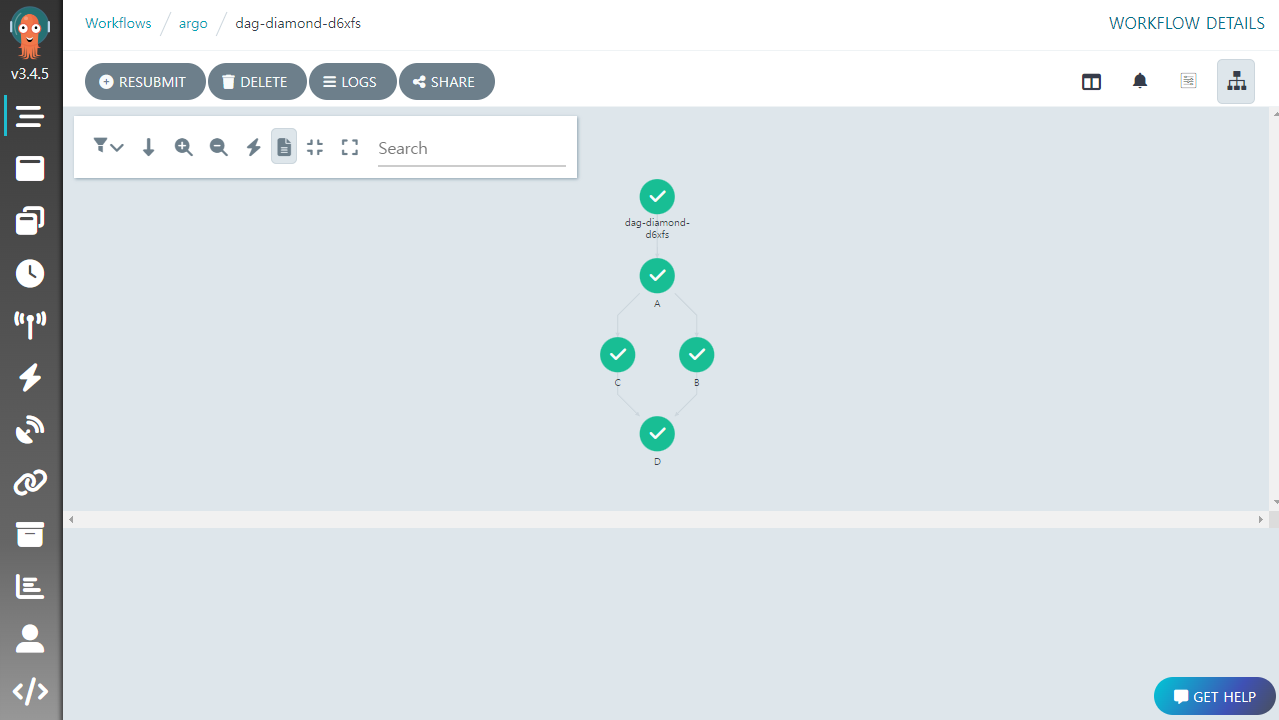 Workflows argo dag-diamond-d6xfs WORKFLOW DETAILS
v3.4.5
RESUBMIT DELETE LOGS SHARE
Search
dag-diamond-
d6xfs
A
C B
D
GET HELP